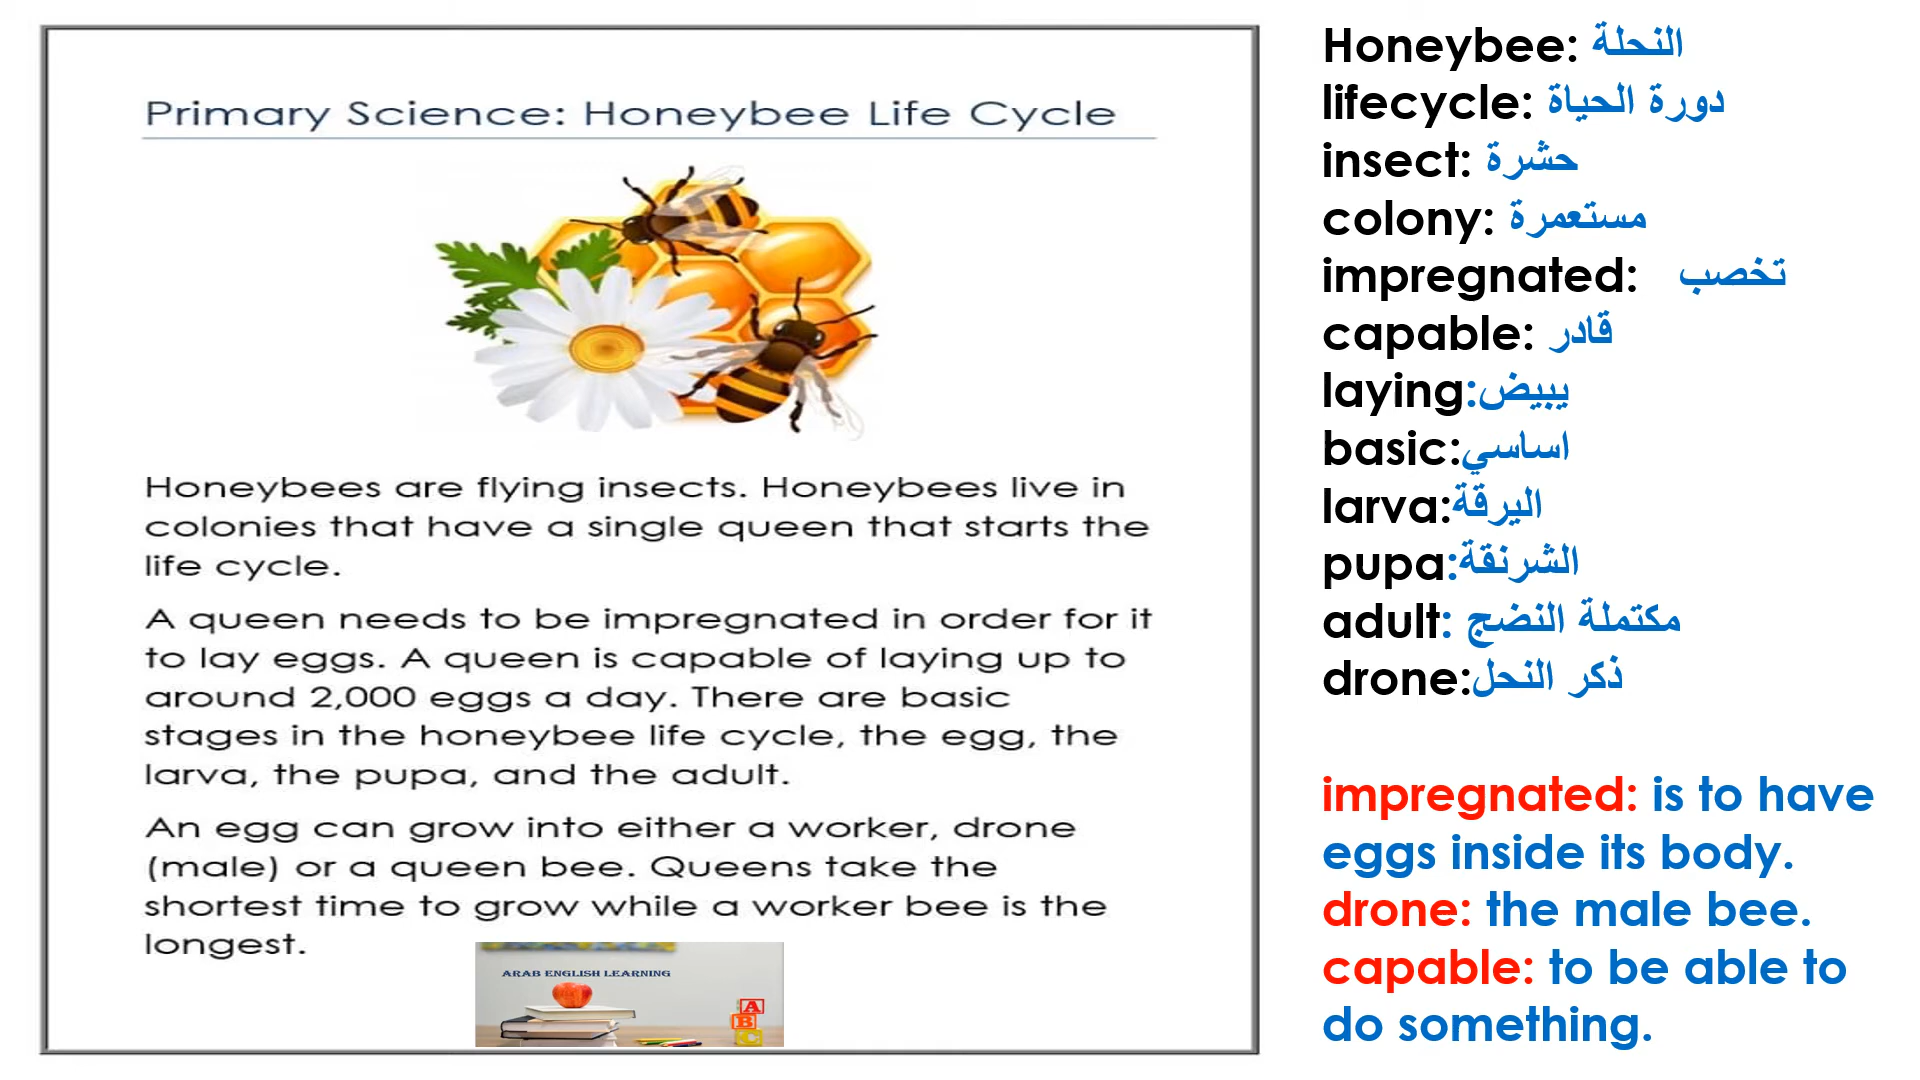 Primary Science: Honeybee Life Cycle
Honeybees are flying insects. Honeybees live in
colonies that have a single queen that starts the
life cycle.
A queen needs to be impregnated in order for it
to lay eggs. A queen is capable of laying up to
around 2,000 eggs a day. There are basic
stages in the honeybee life cycle, the egg, the
larva, the pupa, and the adult.
An egg can grow into either a worker, drone
(male) or a queen bee. Queens take the
shortest time to grow while a worker bee is the
longest.
ARAB ENGLISH LEARNING
A
B
C
Honeybee: النحلة
lifecycle: دورة الحياة
insect: حشرة
colony: مستعمرة
impregnated: تخصب
capable: قادر
laying:يبيض
basic:اساسي
larva:اليرقة
pupa:الشرنقة
adult: مكتملة النضج
drone:ذكر النحل
impregnated: is to have
eggs inside its body.
drone: the male bee.
capable: to be able to
do something.